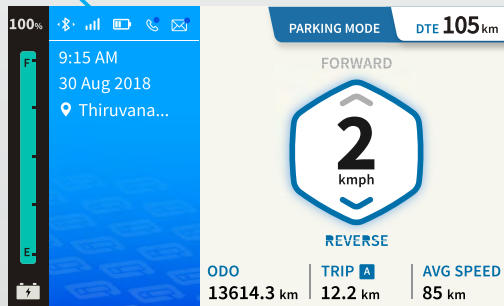 100%
F
E
9:15 AM
30 Aug 2018
Thiruvana...
PARKING MODE
DTE 105 km
FORWARD
2
kmph
REVERSE
ODO
13614.3 km
TRIP A
12.2 km
AVG SPEED
85 km